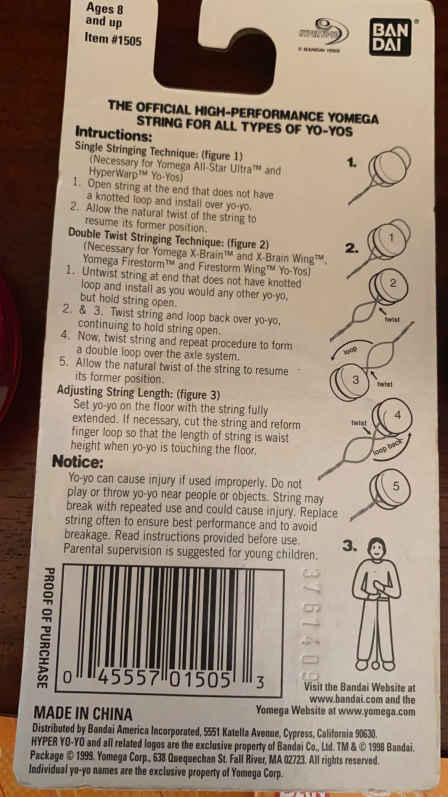 Ages 8
and up
Item #1505
HYPER YO-YO
© BANDAI 1998
BAN
DAI
®
THE OFFICIAL HIGH-PERFORMANCE YOMEGA
STRING FOR ALL TYPES OF YO-YOS
Intructions:
Single Stringing Technique: (figure 1)
(Necessary for Yomega All-Star Ultra™ and
HyperWarp™ Yo-Yos)
1. Open string at the end that does not have
a knotted loop and install over yo-yo.
2. Allow the natural twist of the string to
resume its former position.
Double Twist Stringing Technique: (figure 2)
(Necessary for Yomega X-Brain™ and X-Brain Wing™,
Yomega Firestorm™ and Firestorm Wing™ Yo-Yos)
1. Untwist string at end that does not have knotted
loop and install as you would any other yo-yo,
but hold string open.
2. & 3. Twist string and loop back over yo-yo,
continuing to hold string open.
4. Now, twist string and repeat procedure to form
a double loop over the axle system.
5. Allow the natural twist of the string to resume
its former position.
Adjusting String Length: (figure 3)
Set yo-yo on the floor with the string fully
extended. If necessary, cut the string and reform
finger loop so that the length of string is waist
height when yo-yo is touching the floor.
Notice:
Yo-yo can cause injury if used improperly. Do not
play or throw yo-yo near people or objects. String may
break with repeated use and could cause injury. Replace
string often to ensure best performance and to avoid
breakage. Read instructions provided before use.
Parental supervision is suggested for young children.
1.
2.
1
2
twist
loop
3
twist
4
twist
loop back
5
3.
PROOF OF PURCHASE
0 45557 01505 3
3761409
Visit the Bandai Website at
www.bandai.com and the
Yomega Website at www.yomega.com
MADE IN CHINA
Distributed by Bandai America Incorporated, 5551 Katella Avenue, Cypress, California 90630.
HYPER YO-YO and all related logos are the exclusive property of Bandai Co., Ltd. TM & © 1998 Bandai.
Package © 1999. Yomega Corp., 638 Quequechan St. Fall River, MA 02723. All rights reserved.
Individual yo-yo names are the exclusive property of Yomega Corp.